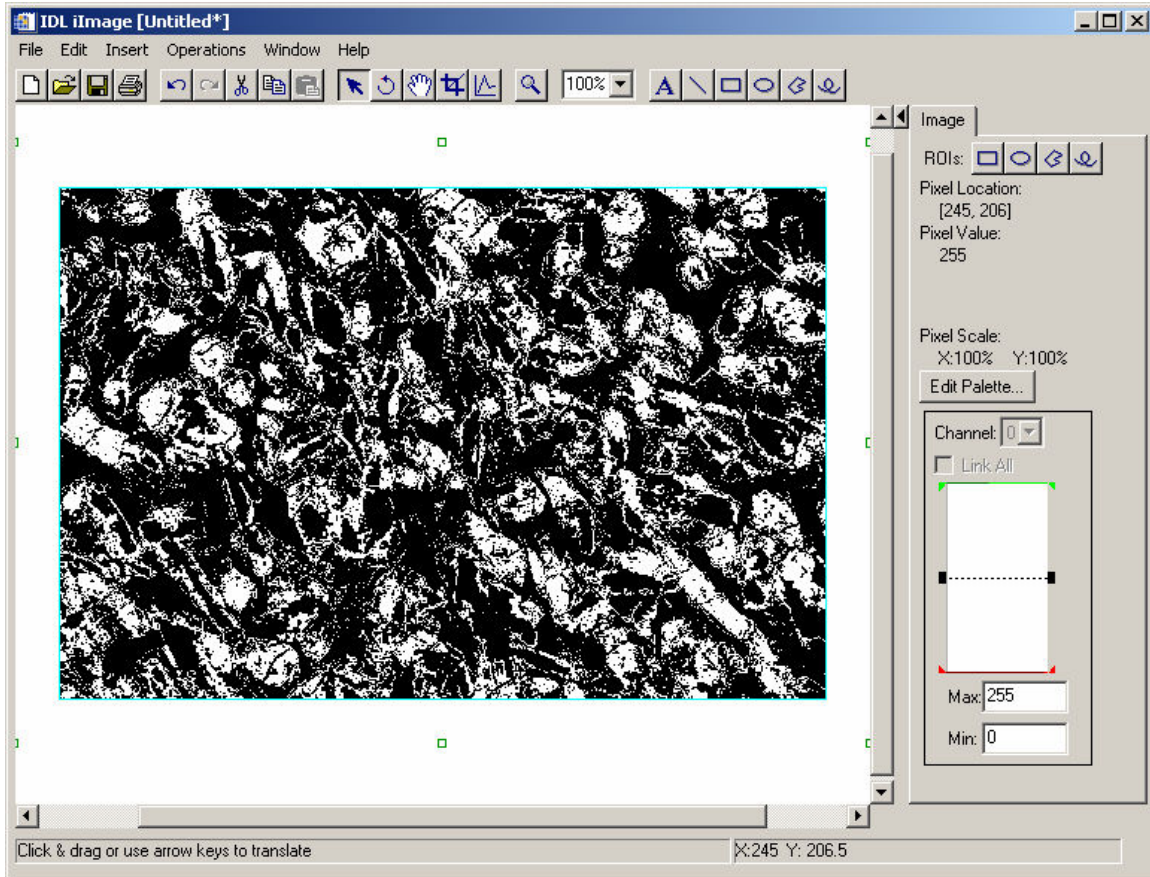 IDL iImage [Untitled*]
File Edit Insert Operations Window Help
100%
A
Image
ROIs:
Pixel Location:
[245, 206]
Pixel Value:
255
Pixel Scale:
X:100% Y:100%
Edit Palette...
Channel: 0
Link All
Max: 255
Min: 0
Click & drag or use arrow keys to translate
X:245 Y: 206.5